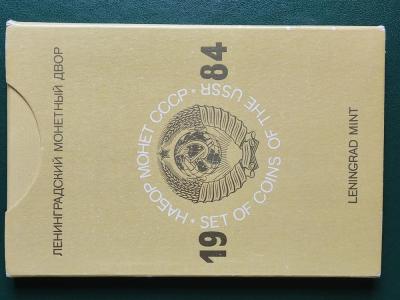 ЛЕНИНГРАДСКИЙ МОНЕТНЫЙ ДВОР
19 84
НАБОР МОНЕТ СССР • SET OF COINS OF THE USSR •
LENINGRAD MINT